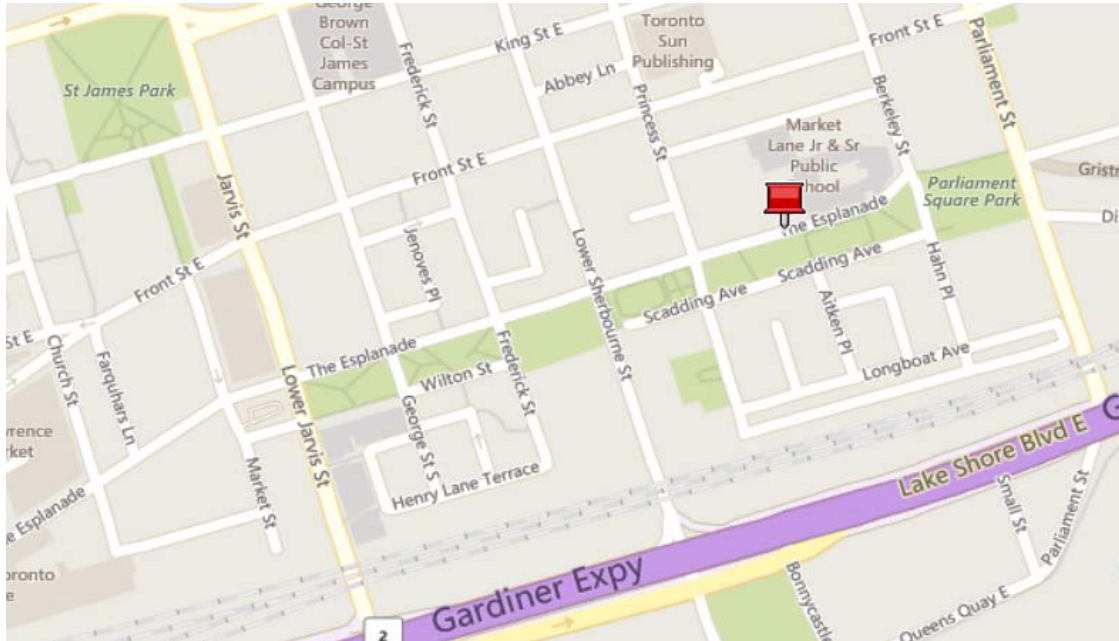 George
Brown
Col-St
James
Campus
Frederick St
King St E
Toronto
Sun
Publishing
Front St E
Parliament St
St James Park
Abbey Ln
Princess St
Berkeley St
Market
Lane Jr & Sr
Public
Jarvis St
Front St E
Parliament
Square Park
The Esplanade
Jenoves Pl
Lower Sherbourne St
Scadding Ave
Hahn Pl
Front St E
Scadding Ave
Aitken Pl
St E
Church St
Farquhars Ln
The Esplanade
Wilton St
Frederick St
Longboat Ave
Lower Jarvis St
George St S
Market St
Henry Lane Terrace
Lake Shore Blvd E
Esplanade
Small St
Parliament St
Gardiner Expy
Queens Quay E
2